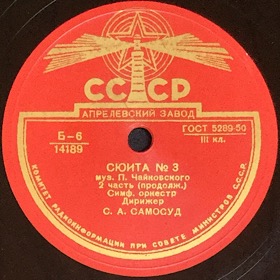 СССР
АПРЕЛЕВСКИЙ ЗАВОД
Б-6
14189
ГОСТ 5289-50
III кл.
СЮИТА № 3
муз. П. Чайковского
2 часть (продолж.)
Симф. оркестр
Дирижер
С. А. САМОСУД
КОМИТЕТ РАДИОИНФОРМАЦИИ ПРИ СОВЕТЕ МИНИСТРОВ СССР.